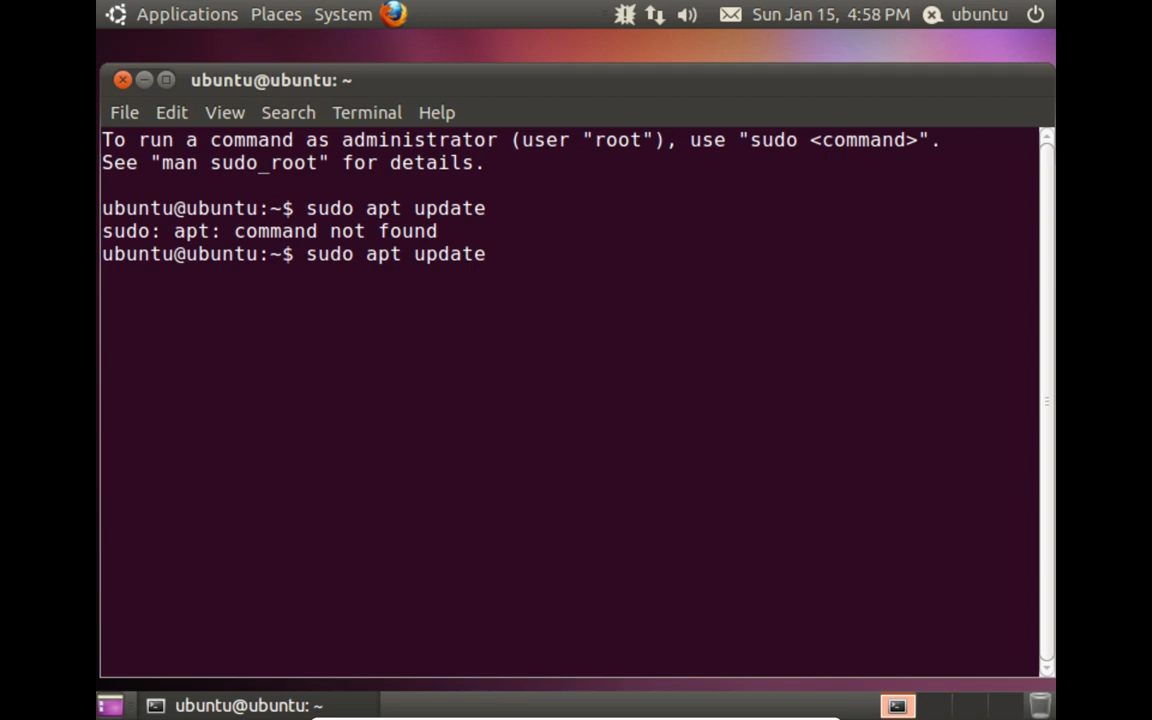 Applications Places System Sun Jan 15, 4:58 PM ubuntu
ubuntu@ubuntu: ~
File Edit View Search Terminal Help
To run a command as administrator (user "root"), use "sudo <command>".
See "man sudo_root" for details.
ubuntu@ubuntu:~$ sudo apt update
sudo: apt: command not found
ubuntu@ubuntu:~$ sudo apt update
ubuntu@ubuntu: ~